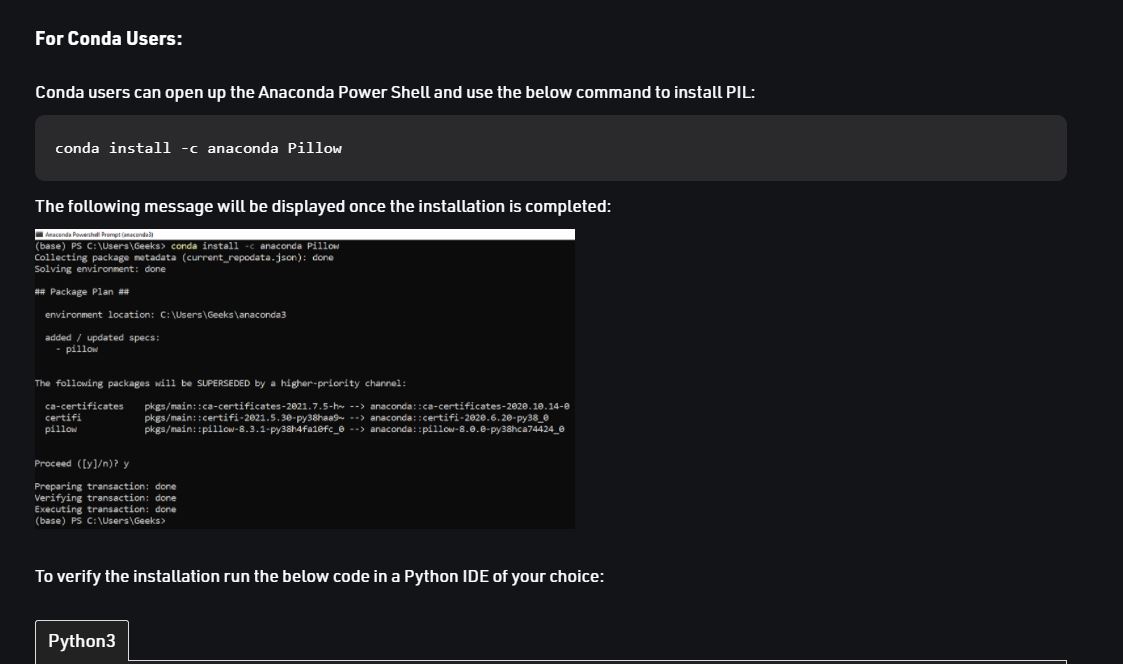 For Conda Users:
Conda users can open up the Anaconda Power Shell and use the below command to install PIL:
conda install -c anaconda Pillow
The following message will be displayed once the installation is completed:
Anaconda Powershell Prompt (anaconda3)
(base) PS C:\Users\Geeks> conda install -c anaconda Pillow
Collecting package metadata (current_repodata.json): done
Solving environment: done
## Package Plan ##
environment location: C:\Users\Geeks\anaconda3
added / updated specs:
- pillow
The following packages will be SUPERSEDED by a higher-priority channel:
ca-certificates pkgs/main::ca-certificates-2021.7.5-h~ --> anaconda::ca-certificates-2020.10.14-0
certifi pkgs/main::certifi-2021.5.30-py38haa9~ --> anaconda::certifi-2020.6.20-py38_0
pillow pkgs/main::pillow-8.3.1-py38h4fa10fc_0 --> anaconda::pillow-8.0.0-py38hca74424_0
Proceed ([y]/n)? y
Preparing transaction: done
Verifying transaction: done
Executing transaction: done
(base) PS C:\Users\Geeks>
To verify the installation run the below code in a Python IDE of your choice:
Python3